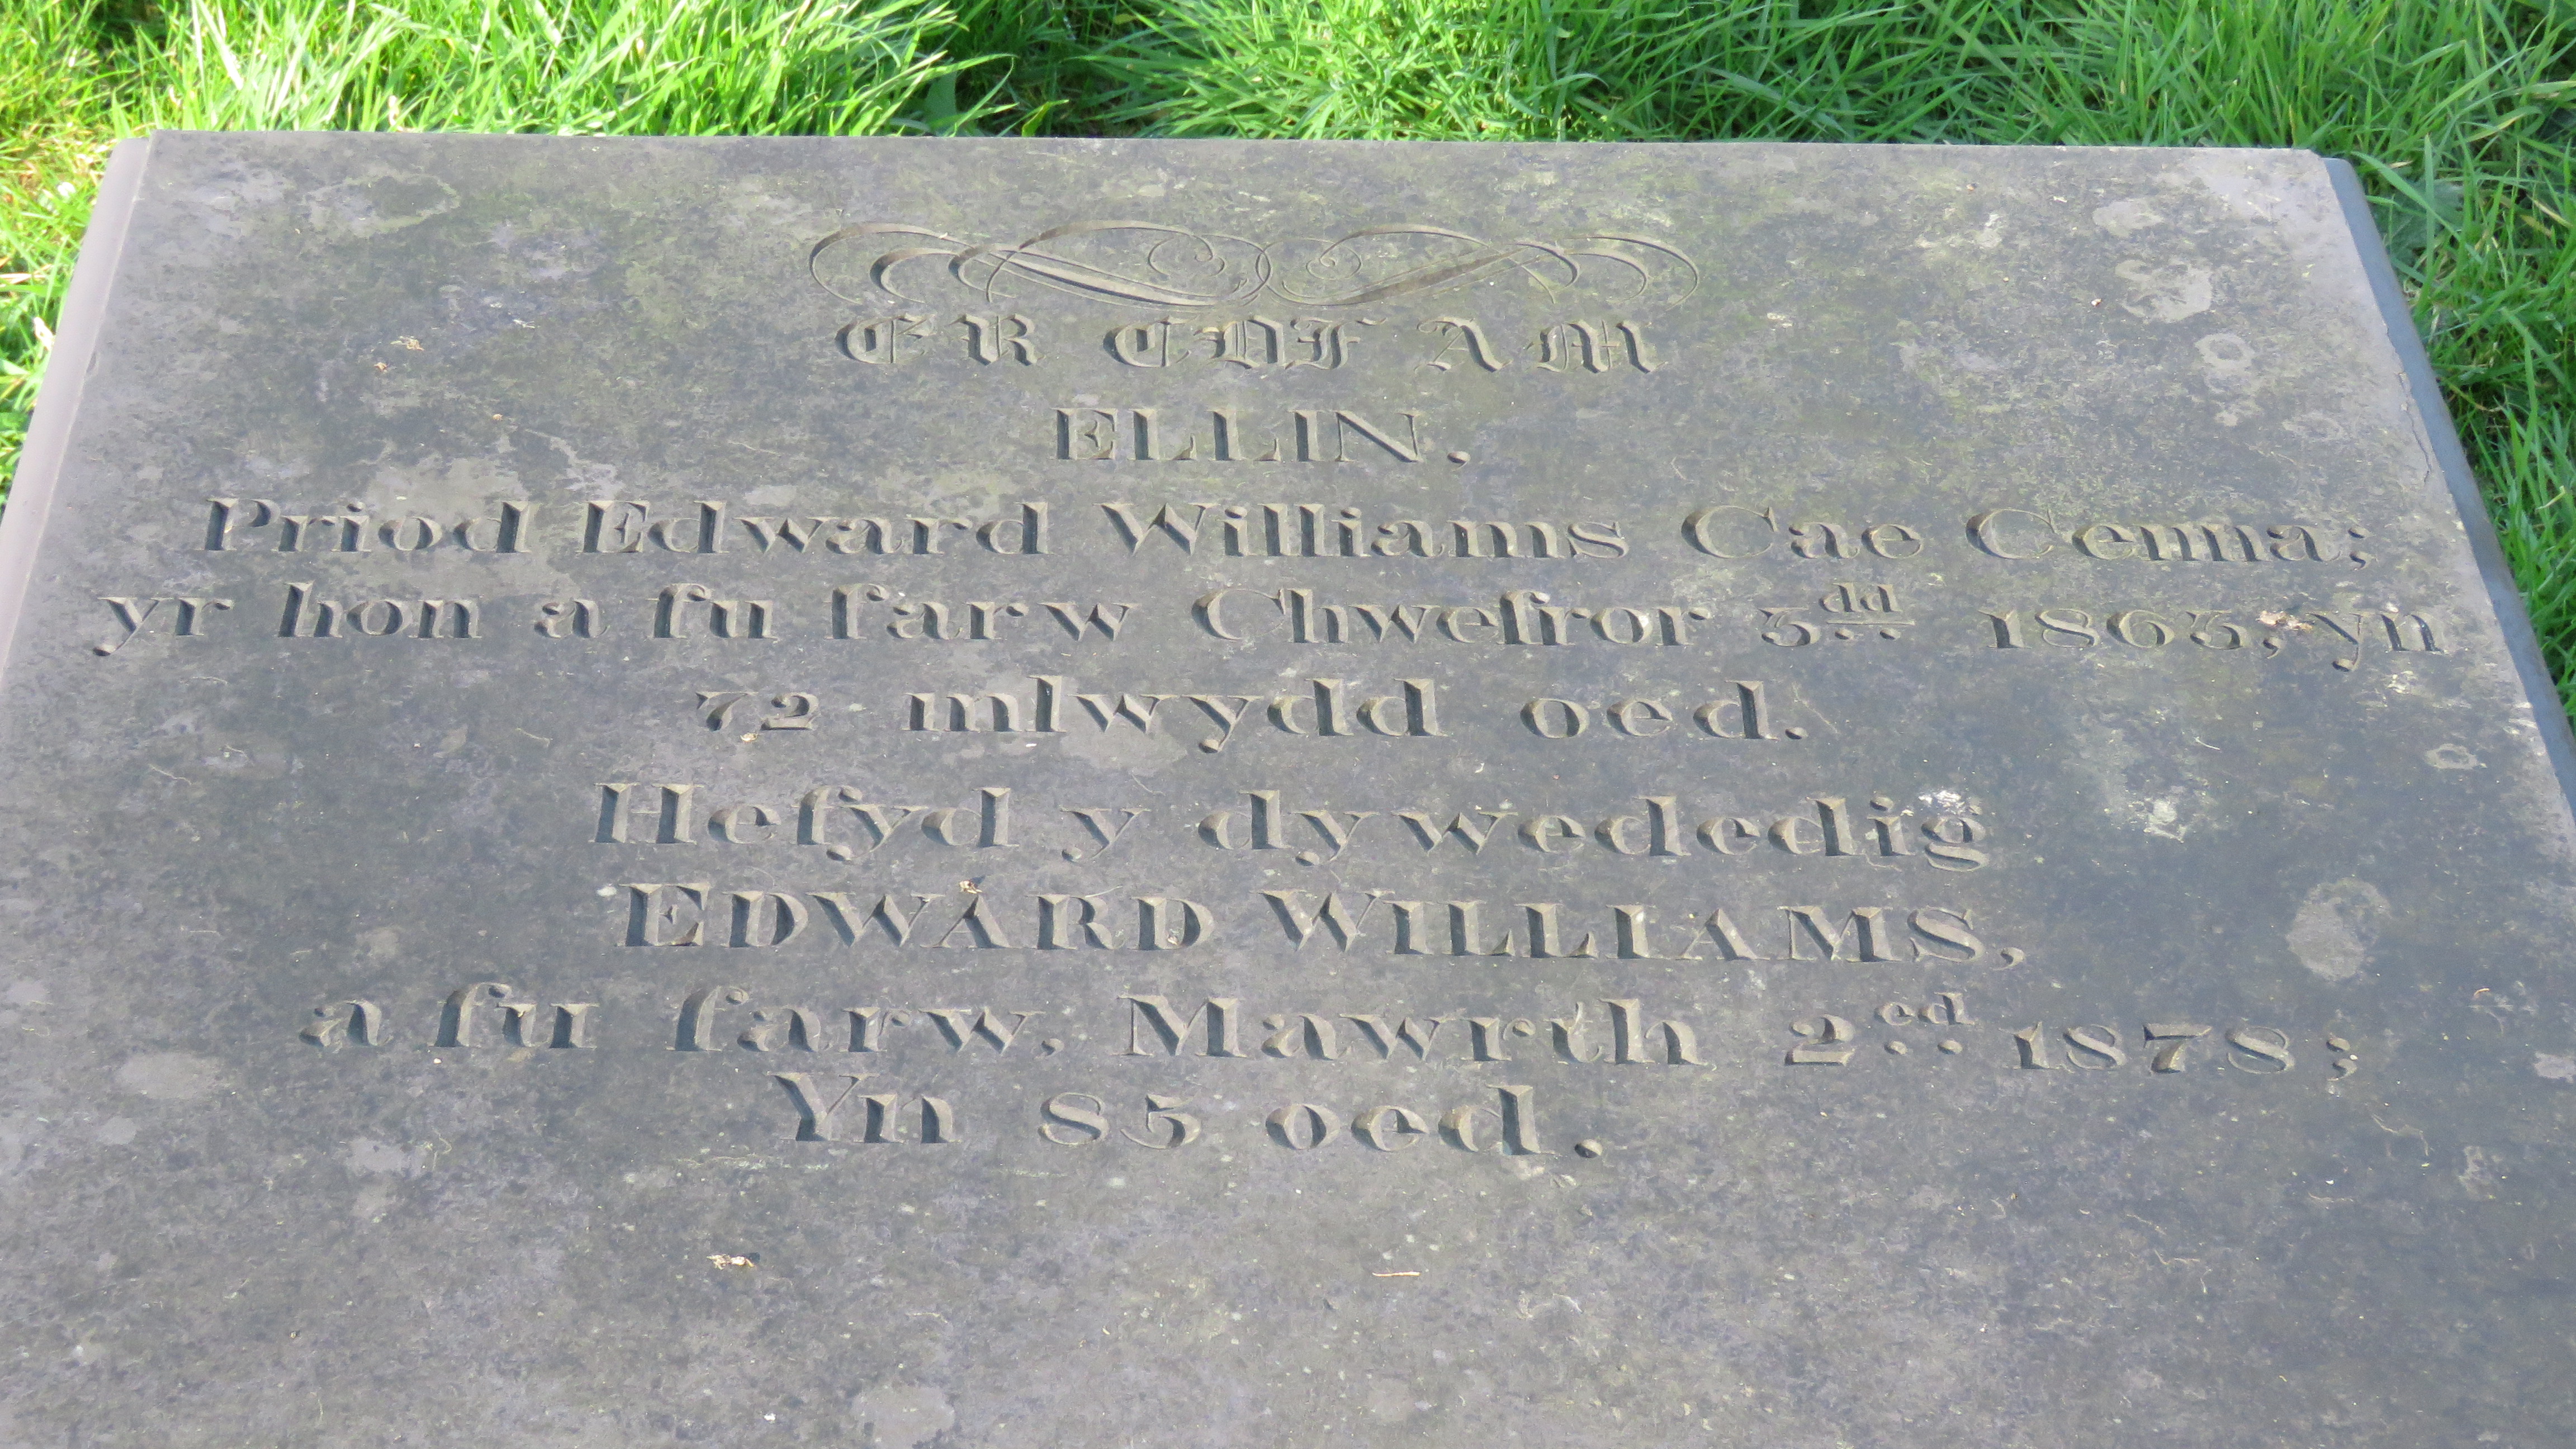 ER COF AM
ELLIN.
Priod Edward Williams Cae Cenna;
yr hon a fu farw Chwefror 3dd 1863, yn
72 mlwydd oed.
Hefyd y dywededig
EDWARD WILLIAMS,
a fu farw. Mawrth 2ed 1878;
Yn 85 oed.